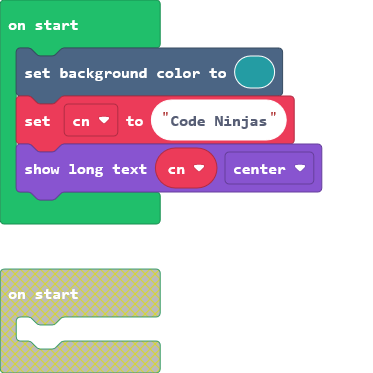 on start
set background color to
set cn to "Code Ninjas"
show long text cn center
on start